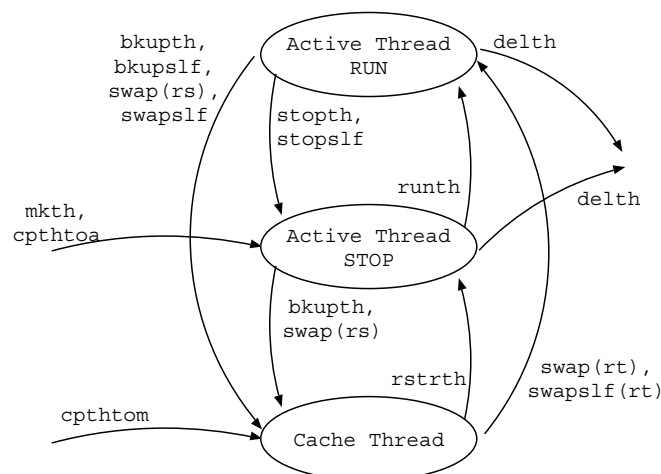 bkupth,
bkupslf,
swap(rs),
swapslf
Active Thread
RUN
delth
stopth,
stopslf
runth
delth
mkth,
cpthtoa
Active Thread
STOP
bkupth,
swap(rs)
rstrth
swap(rt),
swapslf(rt)
cpthtom
Cache Thread